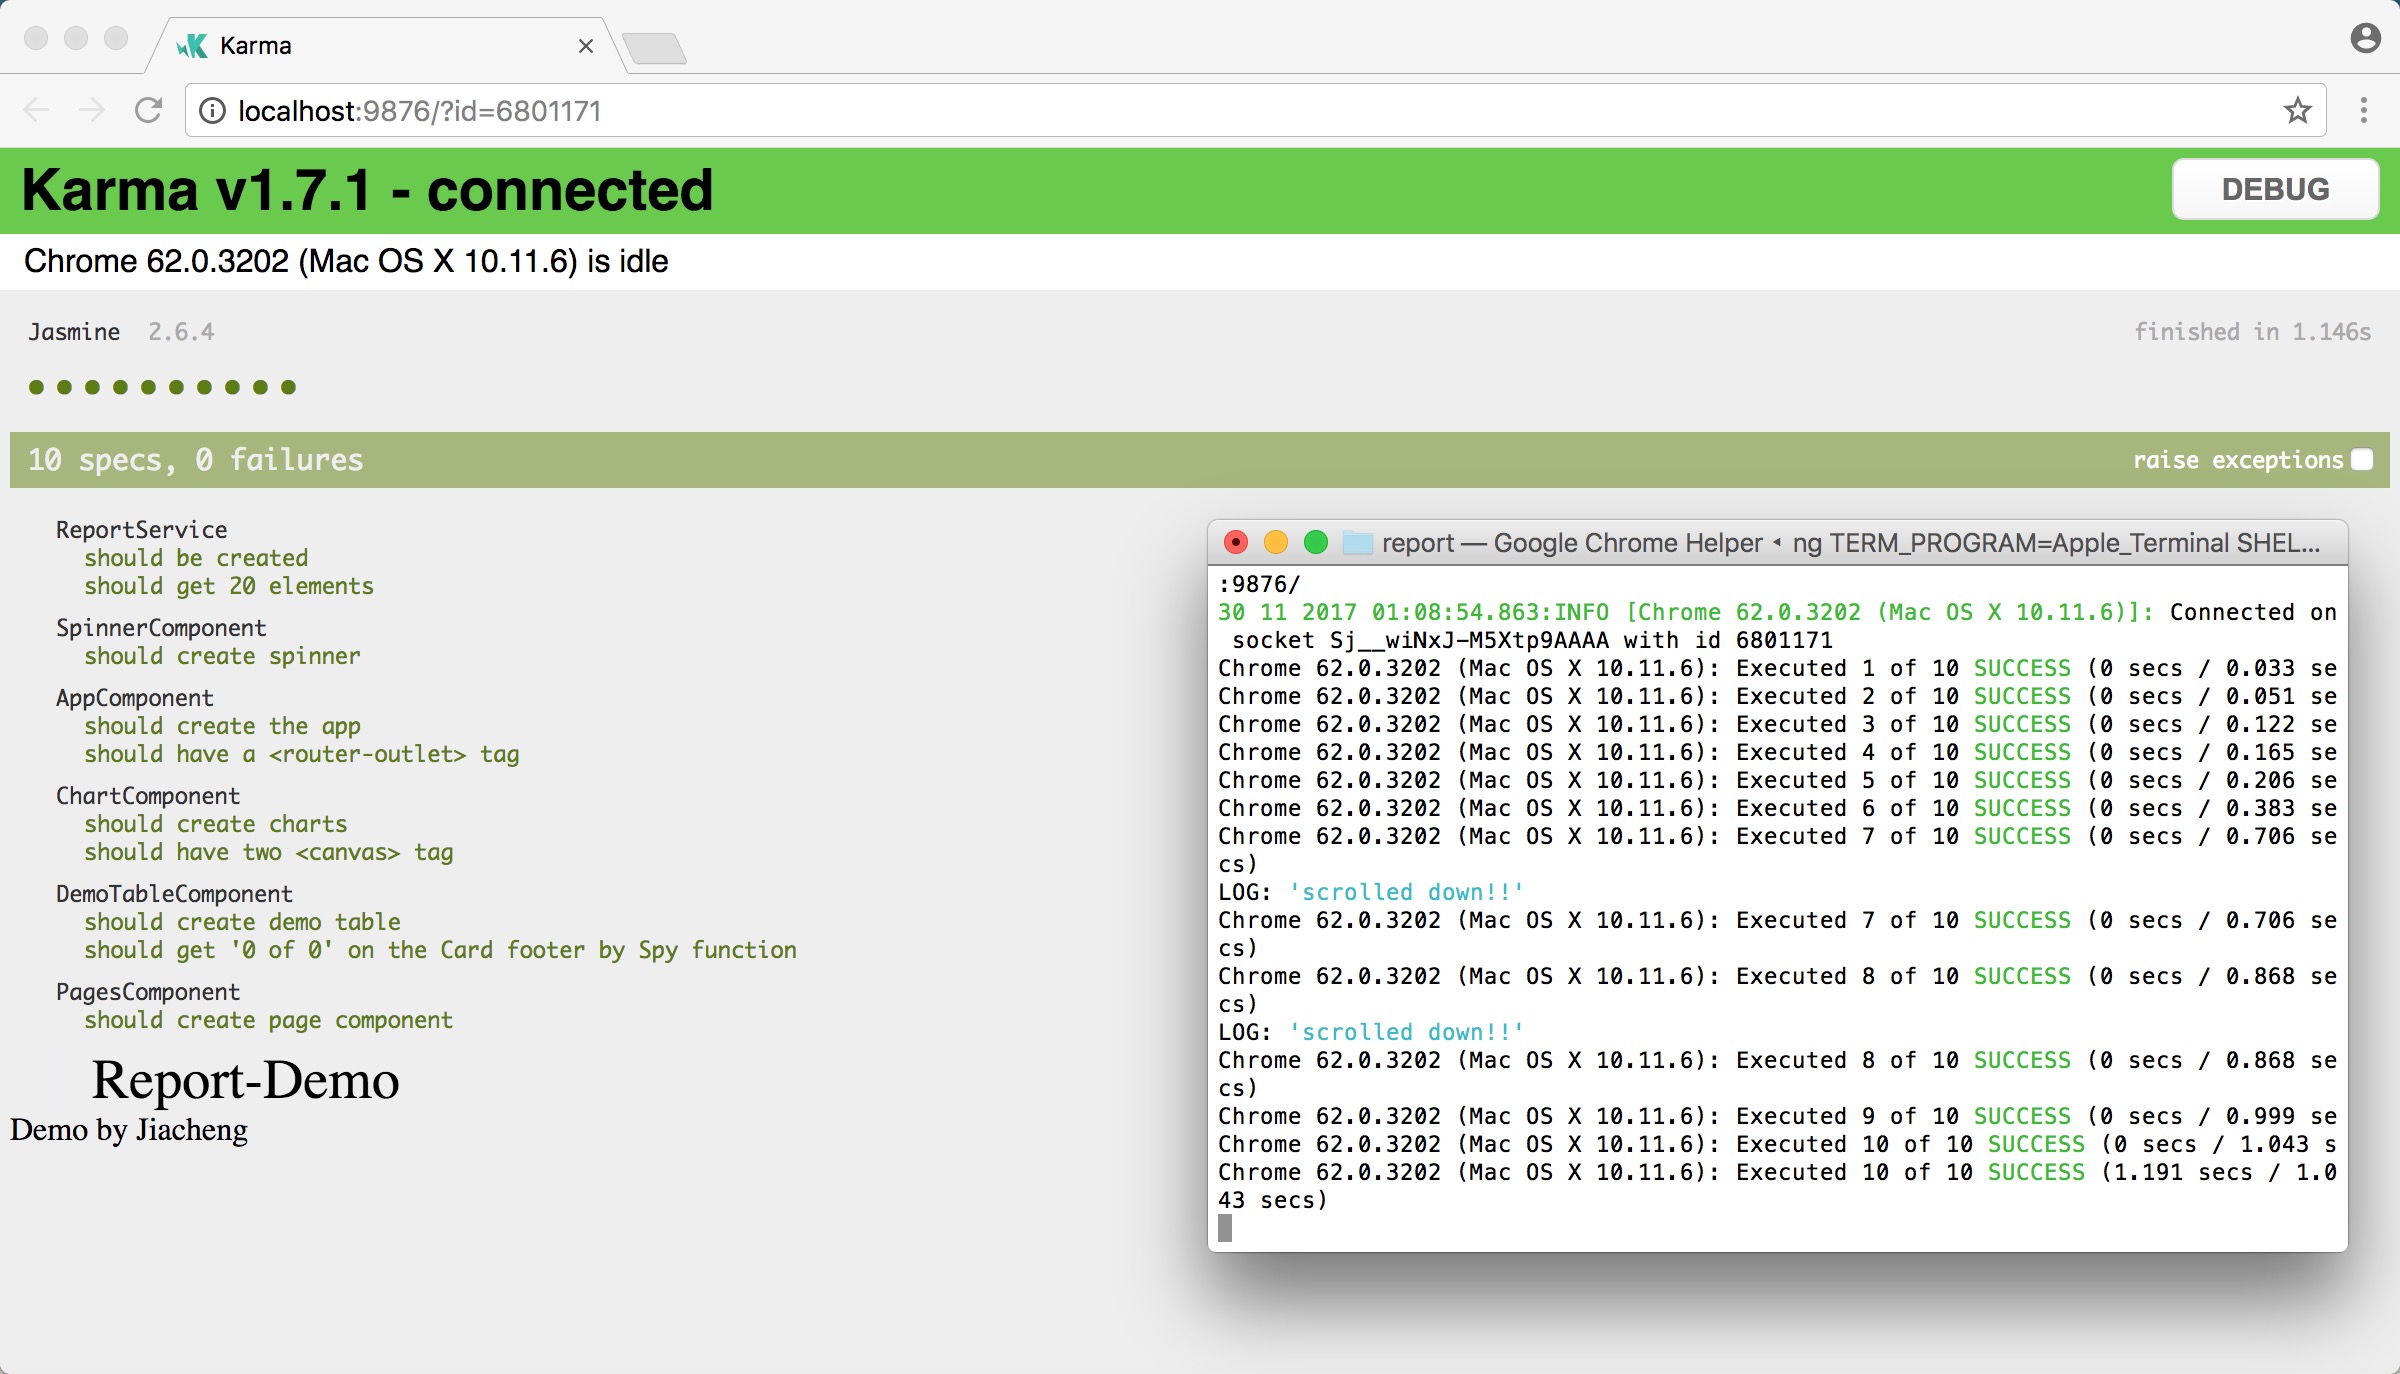 Karma
localhost:9876/?id=6801171
Karma v1.7.1 - connected
DEBUG
Chrome 62.0.3202 (Mac OS X 10.11.6) is idle
Jasmine 2.6.4
finished in 1.146s
10 specs, 0 failures
raise exceptions
ReportService
should be created
should get 20 elements
SpinnerComponent
should create spinner
AppComponent
should create the app
should have a <router-outlet> tag
ChartComponent
should create charts
should have two <canvas> tag
DemoTableComponent
should create demo table
should get '0 of 0' on the Card footer by Spy function
PagesComponent
should create page component
Report-Demo
Demo by Jiacheng
report — Google Chrome Helper ◂ ng TERM_PROGRAM=Apple_Terminal SHEL...
:9876/
30 11 2017 01:08:54.863:INFO [Chrome 62.0.3202 (Mac OS X 10.11.6)]: Connected on
socket Sj__wiNxJ-M5Xtp9AAAA with id 6801171
Chrome 62.0.3202 (Mac OS X 10.11.6): Executed 1 of 10 SUCCESS (0 secs / 0.033 se
Chrome 62.0.3202 (Mac OS X 10.11.6): Executed 2 of 10 SUCCESS (0 secs / 0.051 se
Chrome 62.0.3202 (Mac OS X 10.11.6): Executed 3 of 10 SUCCESS (0 secs / 0.122 se
Chrome 62.0.3202 (Mac OS X 10.11.6): Executed 4 of 10 SUCCESS (0 secs / 0.165 se
Chrome 62.0.3202 (Mac OS X 10.11.6): Executed 5 of 10 SUCCESS (0 secs / 0.206 se
Chrome 62.0.3202 (Mac OS X 10.11.6): Executed 6 of 10 SUCCESS (0 secs / 0.383 se
Chrome 62.0.3202 (Mac OS X 10.11.6): Executed 7 of 10 SUCCESS (0 secs / 0.706 se
cs)
LOG: 'scrolled down!!'
Chrome 62.0.3202 (Mac OS X 10.11.6): Executed 7 of 10 SUCCESS (0 secs / 0.706 se
cs)
Chrome 62.0.3202 (Mac OS X 10.11.6): Executed 8 of 10 SUCCESS (0 secs / 0.868 se
cs)
LOG: 'scrolled down!!'
Chrome 62.0.3202 (Mac OS X 10.11.6): Executed 8 of 10 SUCCESS (0 secs / 0.868 se
cs)
Chrome 62.0.3202 (Mac OS X 10.11.6): Executed 9 of 10 SUCCESS (0 secs / 0.999 se
Chrome 62.0.3202 (Mac OS X 10.11.6): Executed 10 of 10 SUCCESS (0 secs / 1.043 s
Chrome 62.0.3202 (Mac OS X 10.11.6): Executed 10 of 10 SUCCESS (1.191 secs / 1.0
43 secs)